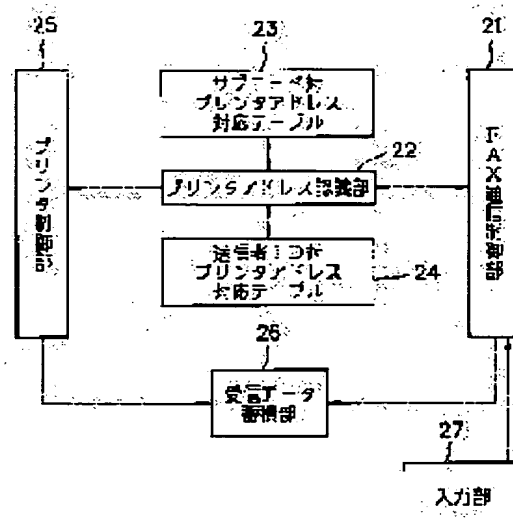 25
23
21
サブアドレス対
プリンタアドレス
対応テーブル
22
プリンタアドレス認識部
プリンタ制御部
FAX通信制御部
送信者ID対
プリンタアドレス
対応テーブル
24
26
受信データ
蓄積部
27
入力部